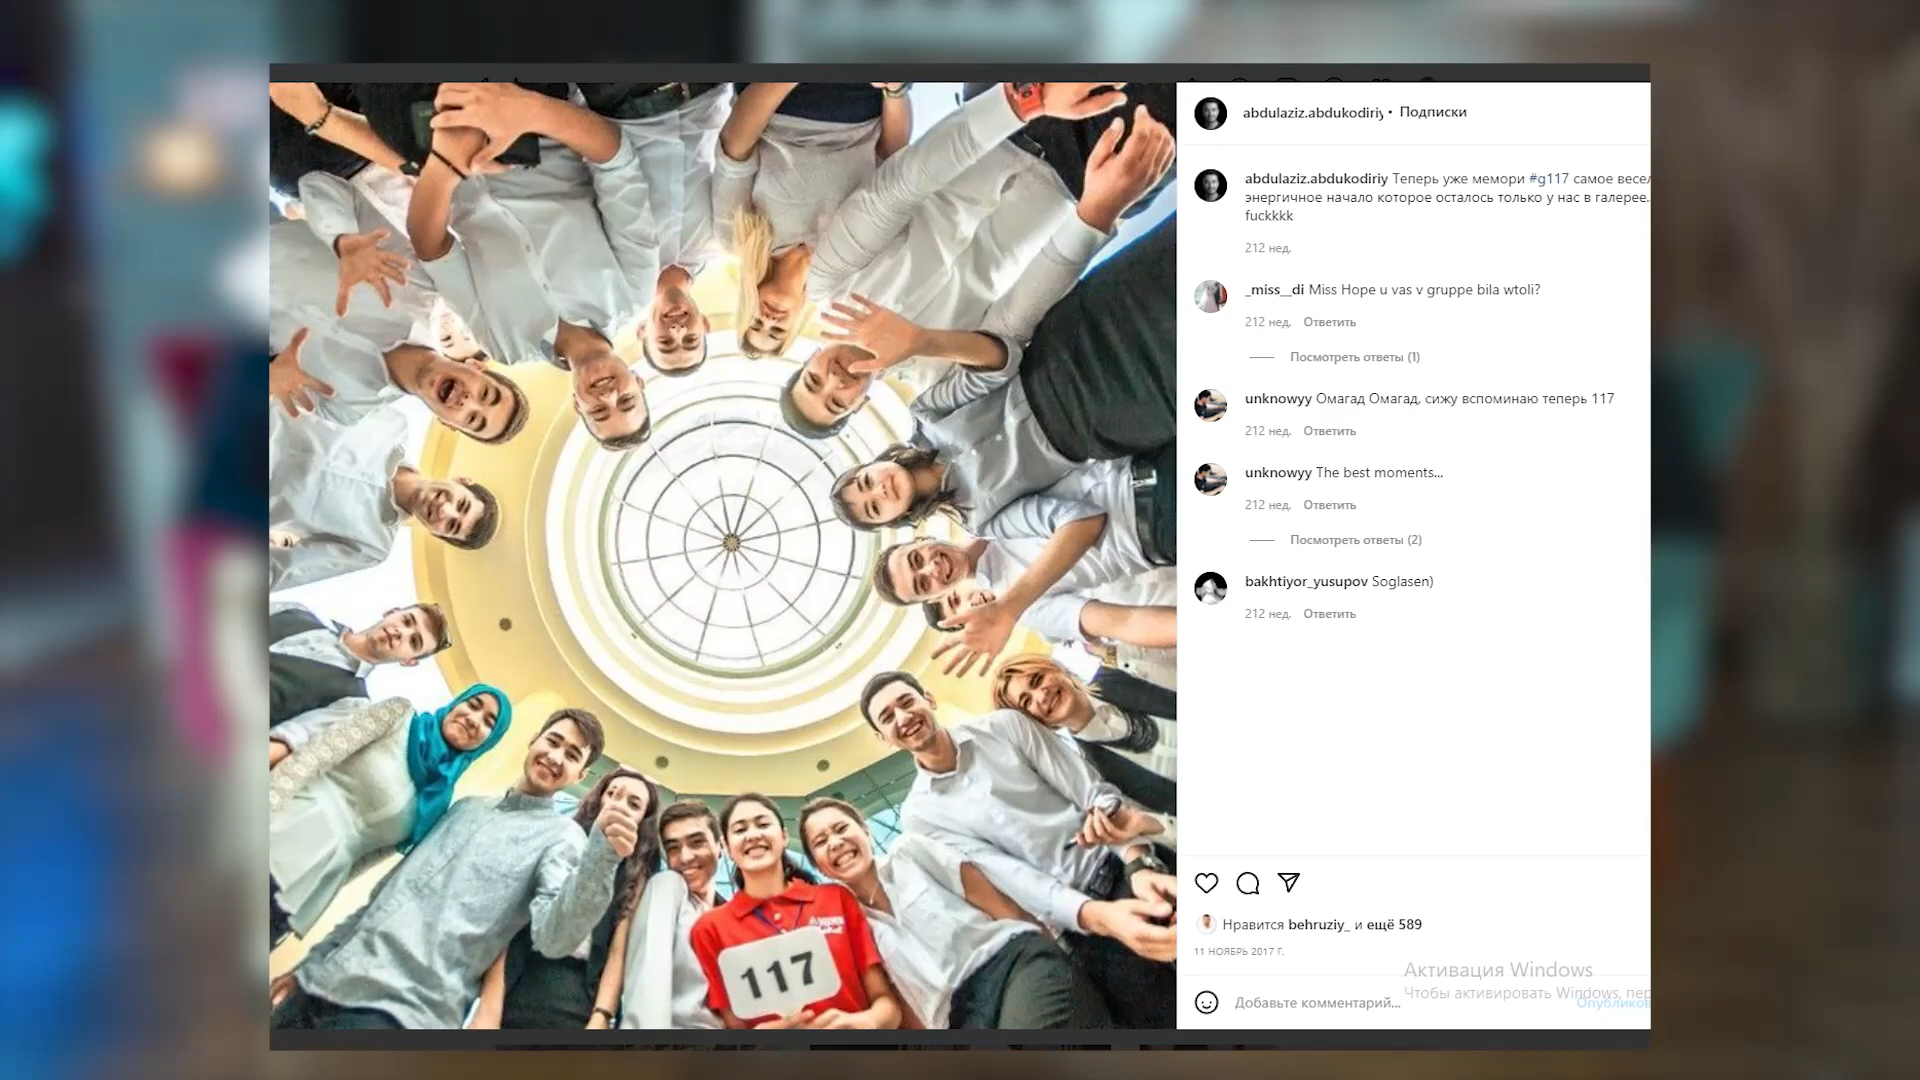 abdulaziz.abdukodiriy • Подписки
abdulaziz.abdukodiriy Теперь уже мемори #g117 самое весел
энергичное начало которое осталось только у нас в галерее.
fuckkkk
212 нед.
_miss__di Miss Hope u vas v gruppe bila wtoli?
212 нед. Ответить
Посмотреть ответы (1)
unknowyy Омагад Омагад, сижу вспоминаю теперь 117
212 нед. Ответить
unknowyy The best moments...
212 нед. Ответить
Посмотреть ответы (2)
bakhtiyor_yusupov Soglasen)
212 нед. Ответить
117
Нравится behruziy_ и ещё 589
11 НОЯБРЬ 2017 Г.
Активация Windows
Чтобы активировать Windows, пер
Добавьте комментарий...
Опубликов